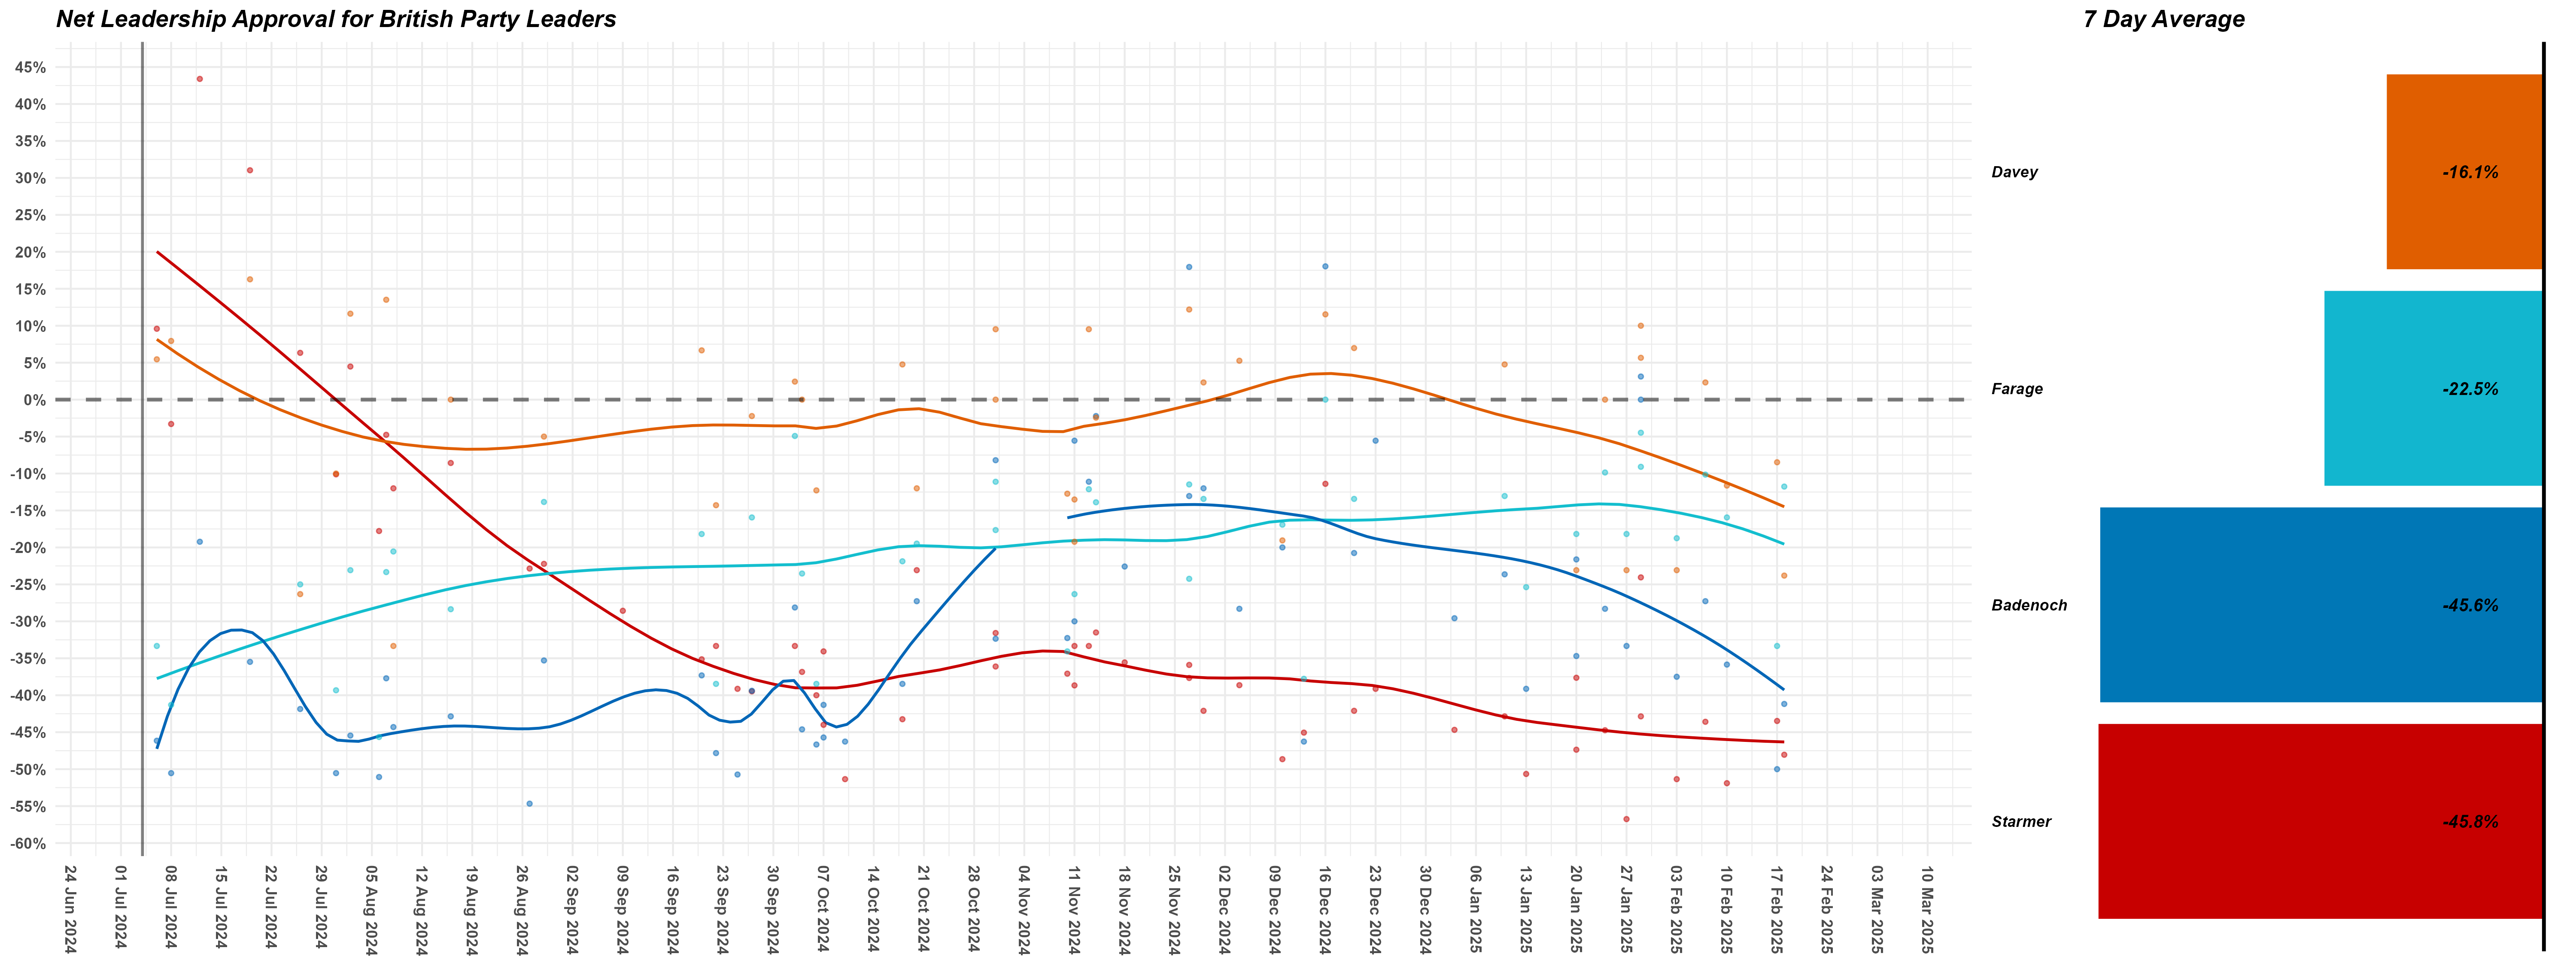 Net Leadership Approval for British Party Leaders
45%
40%
35%
30%
25%
20%
15%
10%
5%
0%
-5%
-10%
-15%
-20%
-25%
-30%
-35%
-40%
-45%
-50%
-55%
-60%
24 Jun 2024
01 Jul 2024
08 Jul 2024
15 Jul 2024
22 Jul 2024
29 Jul 2024
05 Aug 2024
12 Aug 2024
19 Aug 2024
26 Aug 2024
02 Sep 2024
09 Sep 2024
16 Sep 2024
23 Sep 2024
30 Sep 2024
07 Oct 2024
14 Oct 2024
21 Oct 2024
28 Oct 2024
04 Nov 2024
11 Nov 2024
18 Nov 2024
25 Nov 2024
02 Dec 2024
09 Dec 2024
16 Dec 2024
23 Dec 2024
30 Dec 2024
06 Jan 2025
13 Jan 2025
20 Jan 2025
27 Jan 2025
03 Feb 2025
10 Feb 2025
17 Feb 2025
24 Feb 2025
03 Mar 2025
10 Mar 2025
7 Day Average
Davey -16.1%
Farage -22.5%
Badenoch -45.6%
Starmer -45.8%